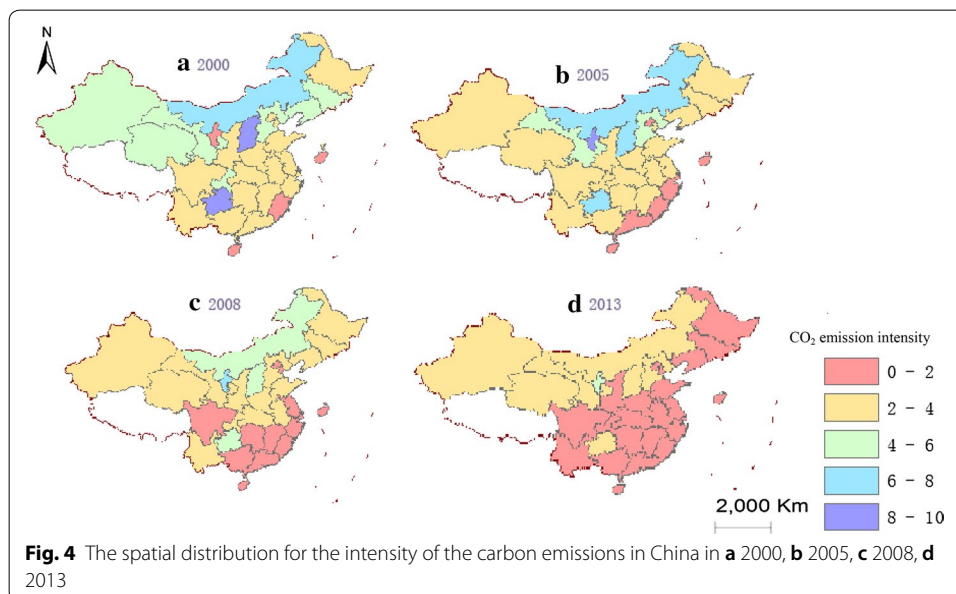 N
a 2000
b 2005
c 2008
d 2013
CO₂ emission intensity
0 - 2
2 - 4
4 - 6
6 - 8
8 - 10
2,000 Km
Fig. 4 The spatial distribution for the intensity of the carbon emissions in China in a 2000, b 2005, c 2008, d
2013